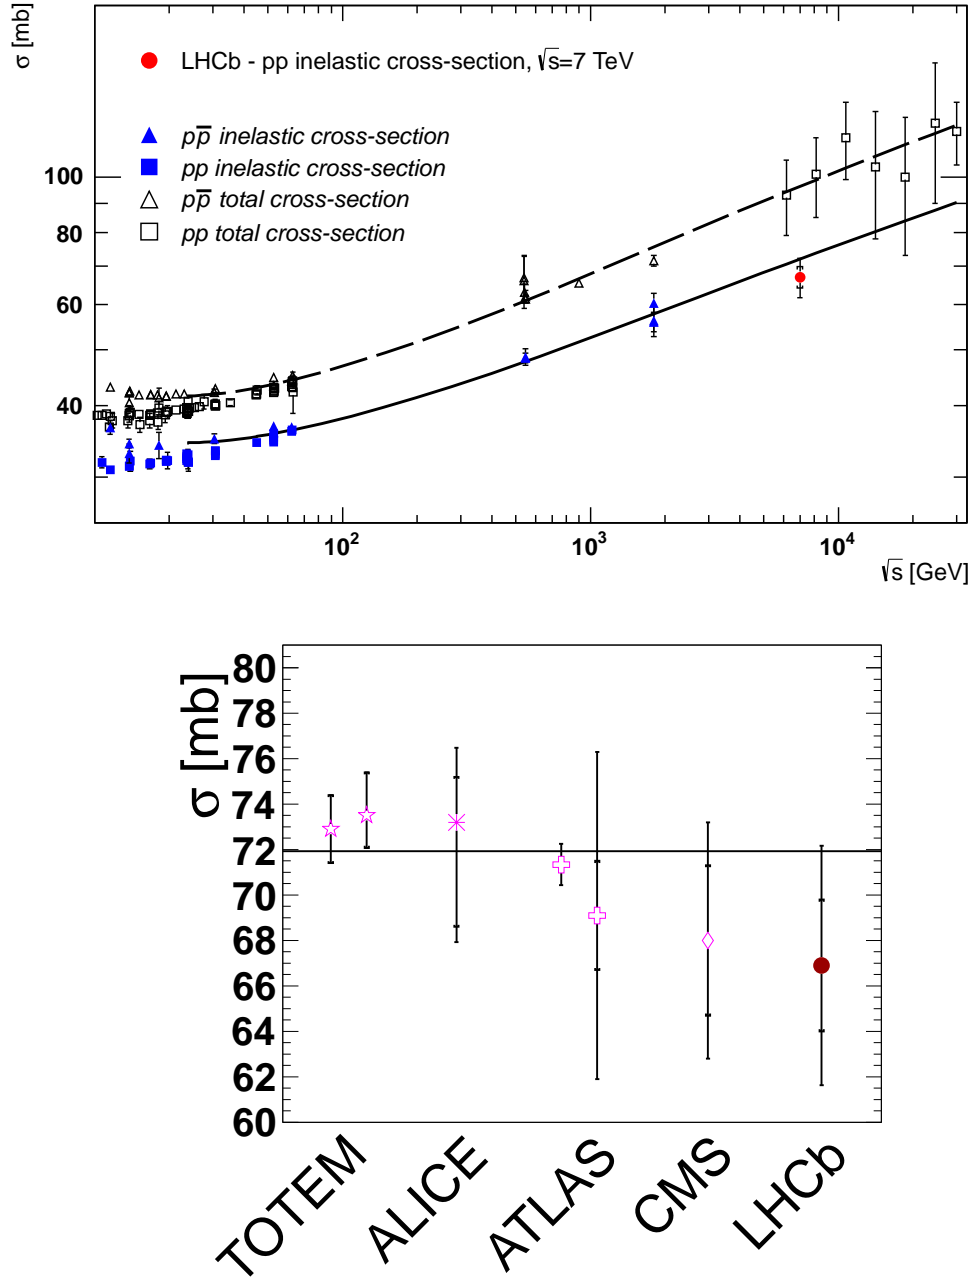 σ [mb]
LHCb - pp inelastic cross-section, √s=7 TeV
pp̅ inelastic cross-section
pp inelastic cross-section
pp̅ total cross-section
pp total cross-section
100
80
60
40
10² 10³ 10⁴
√s [GeV]
σ [mb]
80
78
76
74
72
70
68
66
64
62
60
TOTEM ALICE ATLAS CMS LHCb